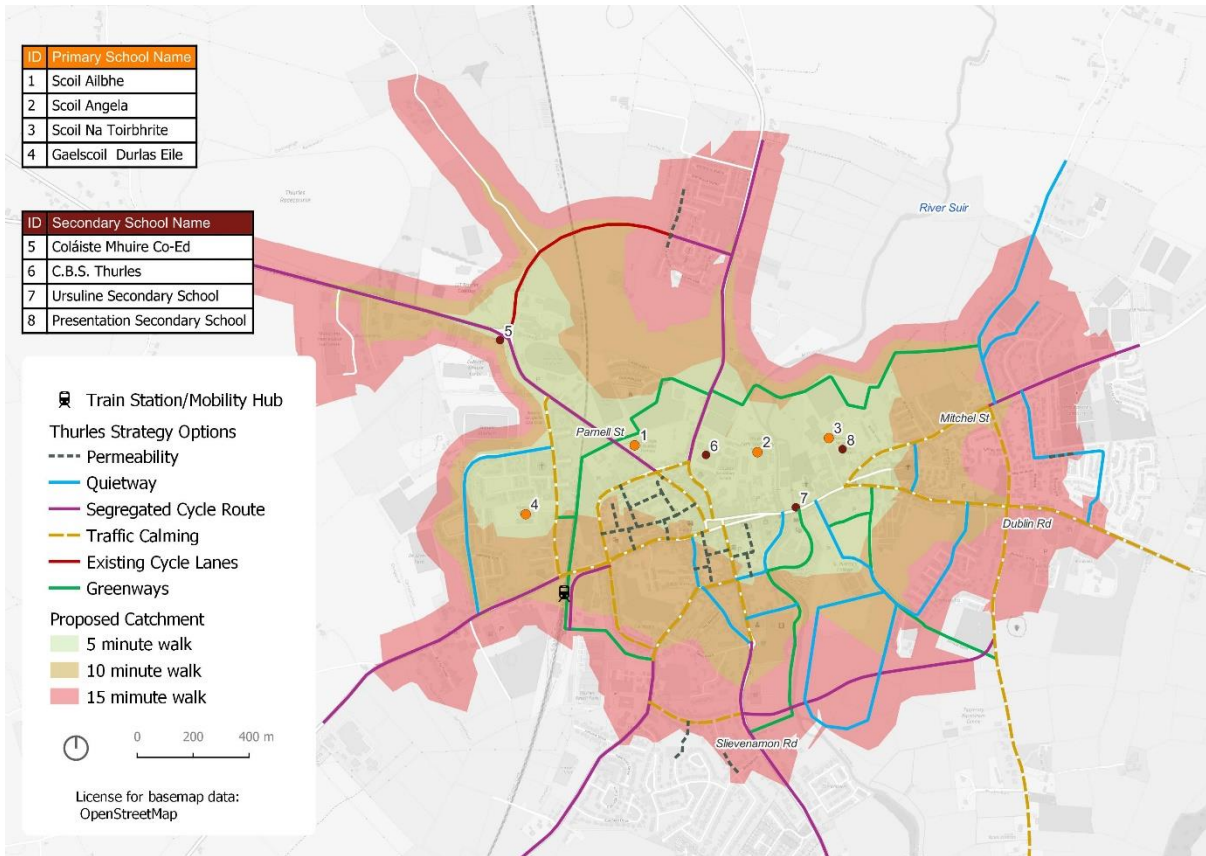 ID Primary School Name
1 Scoil Ailbhe
2 Scoil Angela
3 Scoil Na Toirbhrite
4 Gaelscoil Durlas Eile
ID Secondary School Name
5 Coláiste Mhuire Co-Ed
6 C.B.S. Thurles
7 Ursuline Secondary School
8 Presentation Secondary School
Train Station/Mobility Hub
Thurles Strategy Options
Permeability
Quietway
Segregated Cycle Route
Traffic Calming
Existing Cycle Lanes
Greenways
Proposed Catchment
5 minute walk
10 minute walk
15 mimute walk
0 200 400 m
License for basemap data:
OpenStreetMap
River Suir
5
Parnell St
1
6
2
3
8
Mitchel St
4
7
Dublin Rd
Slievenamon Rd